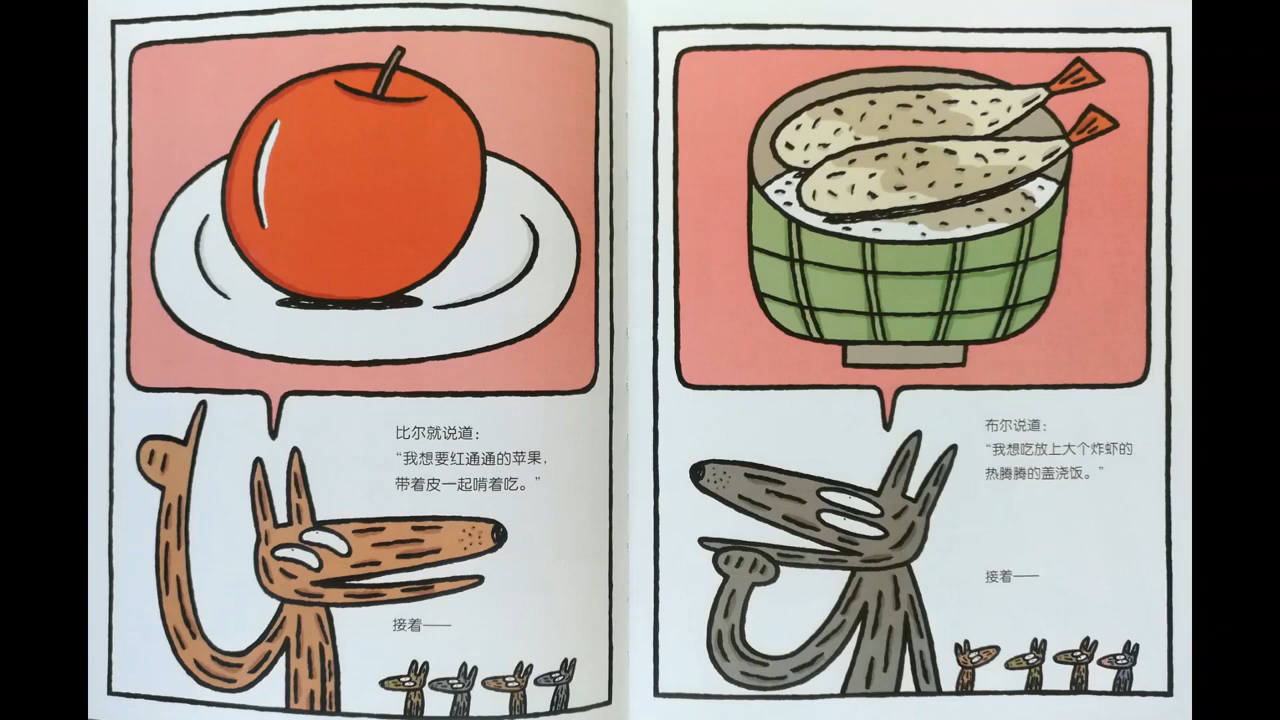 比尔就说道：
“我想要红通通的苹果，
带着皮一起啃着吃。”
接着——
布尔说道：
“我想吃放上大个炸虾的
热腾腾的盖浇饭。”
接着——